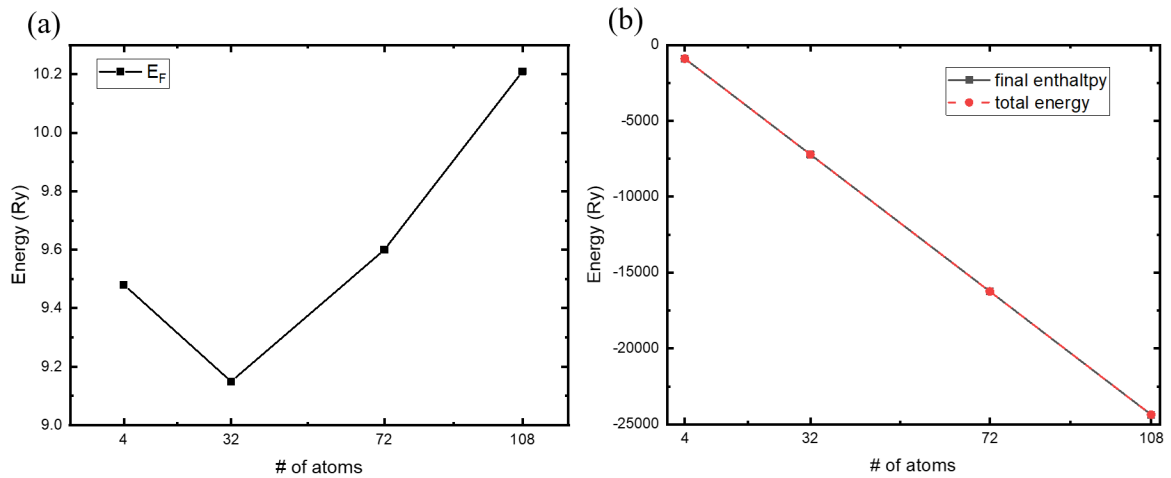 (a)
E_F
10.2
10.0
9.8
9.6
9.4
9.2
9.0
Energy (Ry)
4
32
72
108
# of atoms
(b)
final enthaltpy
total energy
0
-5000
-10000
-15000
-20000
-25000
Energy (Ry)
4
32
72
108
# of atoms